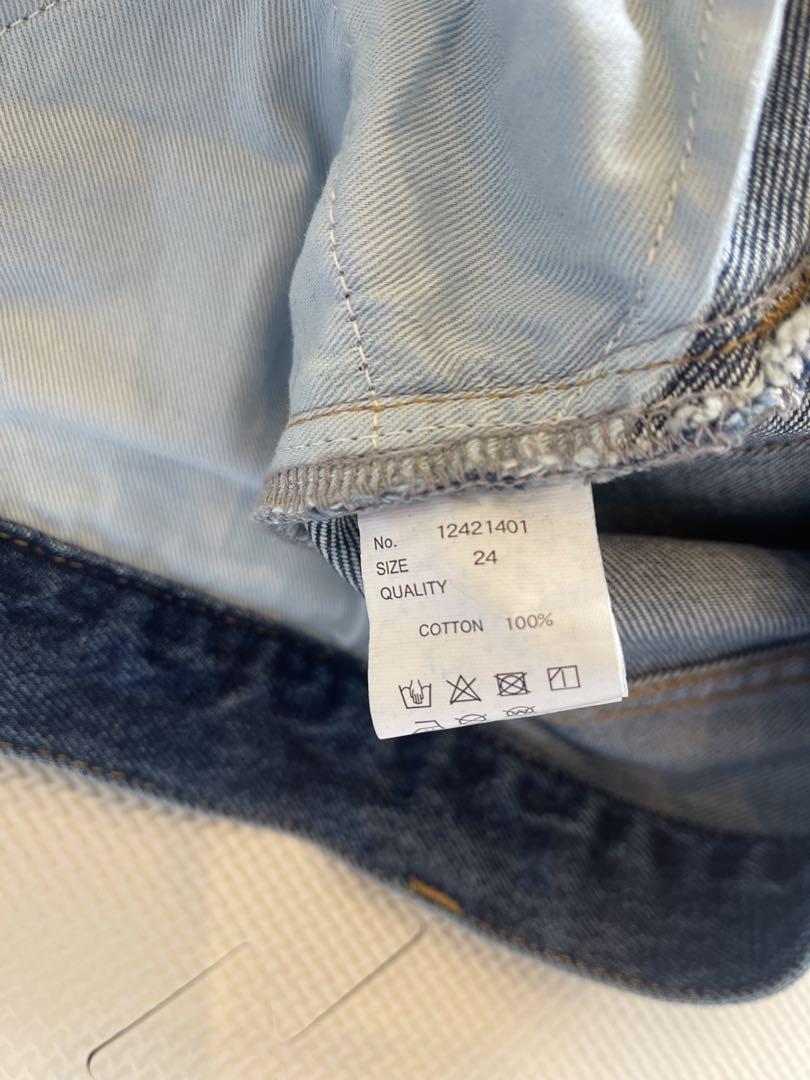 No. 12421401
SIZE 24
QUALITY
COTTON 100%